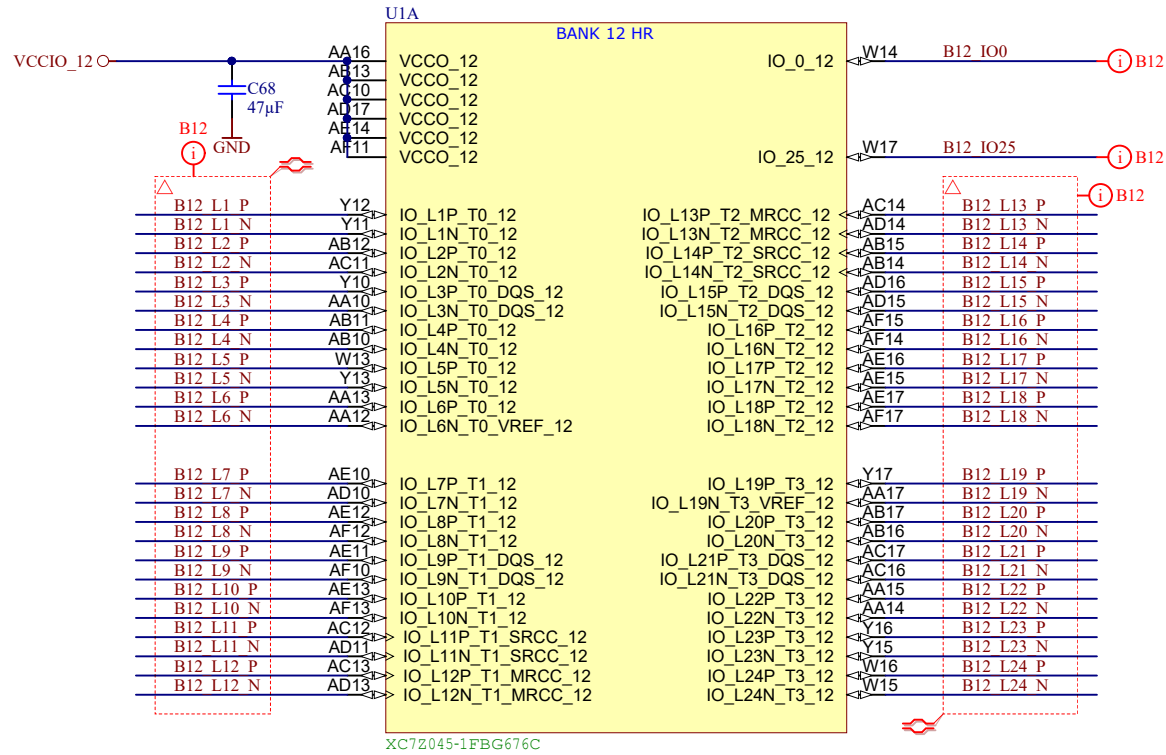 U1A
BANK 12 HR
VCCIO_12 AA16 VCCO_12 IO_0_12 W14 B12_IO0 B12
AB13 VCCO_12
C68 AC10 VCCO_12
47µF AD17 VCCO_12
AE14 VCCO_12
B12 GND AF11 VCCO_12 IO_25_12 W17 B12_IO25 B12
B12
B12_L1_P Y12 IO_L1P_T0_12 IO_L13P_T2_MRCC_12 AC14 B12_L13_P
B12_L1_N Y11 IO_L1N_T0_12 IO_L13N_T2_MRCC_12 AD14 B12_L13_N
B12_L2_P AB12 IO_L2P_T0_12 IO_L14P_T2_SRCC_12 AB15 B12_L14_P
B12_L2_N AC11 IO_L2N_T0_12 IO_L14N_T2_SRCC_12 AB14 B12_L14_N
B12_L3_P Y10 IO_L3P_T0_DQS_12 IO_L15P_T2_DQS_12 AD16 B12_L15_P
B12_L3_N AA10 IO_L3N_T0_DQS_12 IO_L15N_T2_DQS_12 AD15 B12_L15_N
B12_L4_P AB11 IO_L4P_T0_12 IO_L16P_T2_12 AF15 B12_L16_P
B12_L4_N AB10 IO_L4N_T0_12 IO_L16N_T2_12 AF14 B12_L16_N
B12_L5_P W13 IO_L5P_T0_12 IO_L17P_T2_12 AE16 B12_L17_P
B12_L5_N Y13 IO_L5N_T0_12 IO_L17N_T2_12 AE15 B12_L17_N
B12_L6_P AA13 IO_L6P_T0_12 IO_L18P_T2_12 AE17 B12_L18_P
B12_L6_N AA12 IO_L6N_T0_VREF_12 IO_L18N_T2_12 AF17 B12_L18_N
B12_L7_P AE10 IO_L7P_T1_12 IO_L19P_T3_12 Y17 B12_L19_P
B12_L7_N AD10 IO_L7N_T1_12 IO_L19N_T3_VREF_12 AA17 B12_L19_N
B12_L8_P AE12 IO_L8P_T1_12 IO_L20P_T3_12 AB17 B12_L20_P
B12_L8_N AF12 IO_L8N_T1_12 IO_L20N_T3_12 AB16 B12_L20_N
B12_L9_P AE11 IO_L9P_T1_DQS_12 IO_L21P_T3_DQS_12 AC17 B12_L21_P
B12_L9_N AF10 IO_L9N_T1_DQS_12 IO_L21N_T3_DQS_12 AC16 B12_L21_N
B12_L10_P AE13 IO_L10P_T1_12 IO_L22P_T3_12 AA15 B12_L22_P
B12_L10_N AF13 IO_L10N_T1_12 IO_L22N_T3_12 AA14 B12_L22_N
B12_L11_P AC12 IO_L11P_T1_SRCC_12 IO_L23P_T3_12 Y16 B12_L23_P
B12_L11_N AD11 IO_L11N_T1_SRCC_12 IO_L23N_T3_12 Y15 B12_L23_N
B12_L12_P AC13 IO_L12P_T1_MRCC_12 IO_L24P_T3_12 W16 B12_L24_P
B12_L12_N AD13 IO_L12N_T1_MRCC_12 IO_L24N_T3_12 W15 B12_L24_N
XC7Z045-1FBG676C